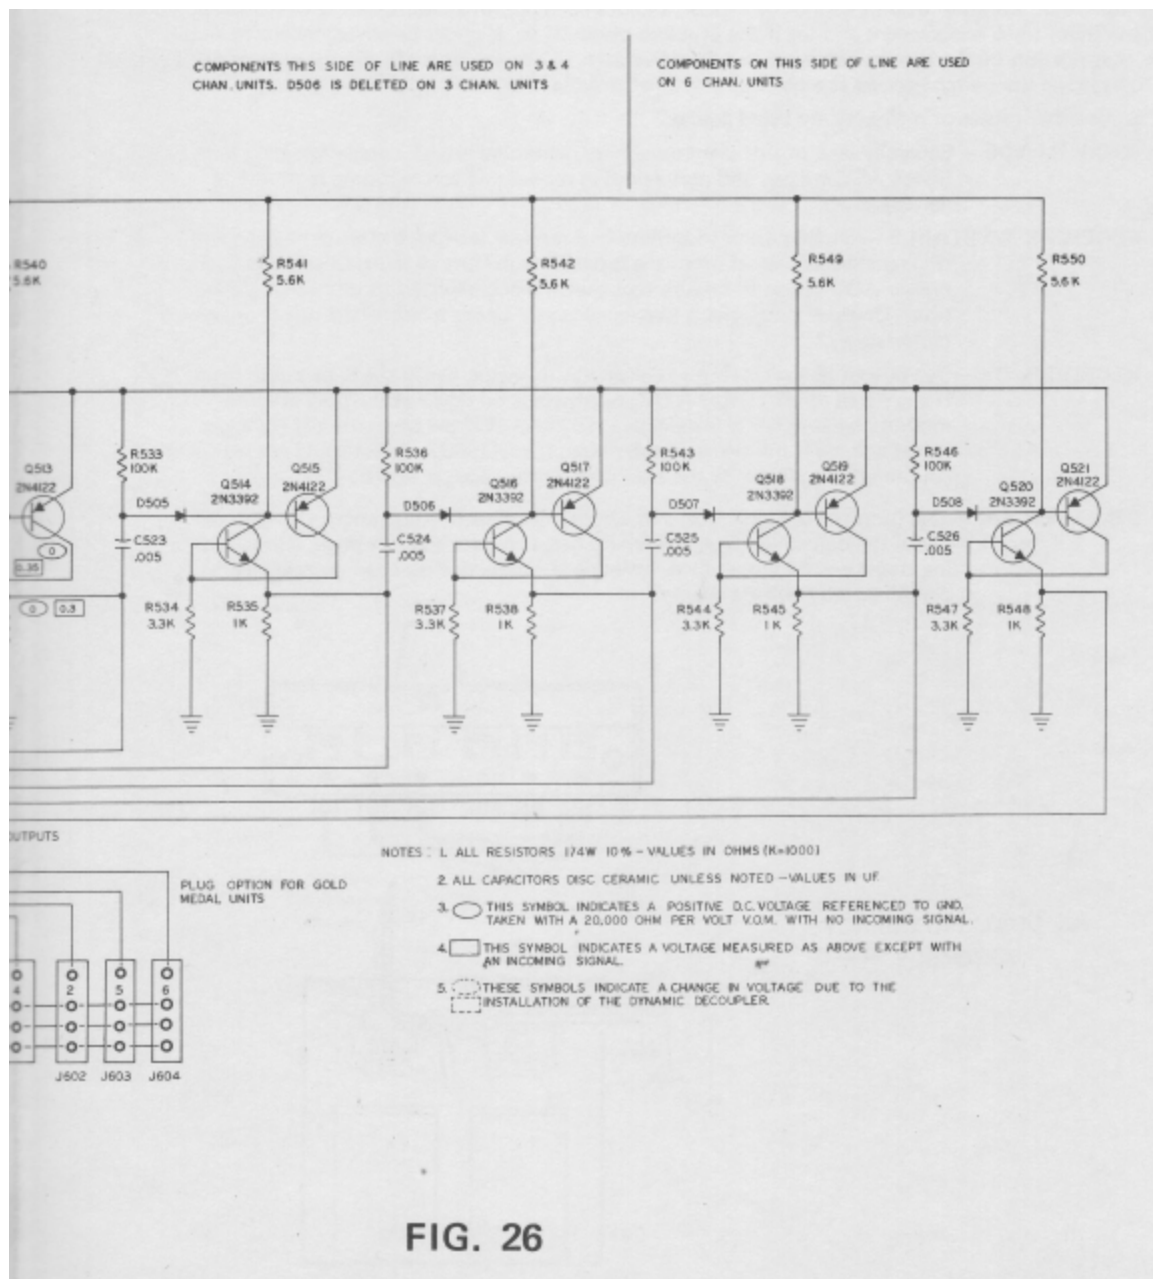 COMPONENTS THIS SIDE OF LINE ARE USED ON 3 & 4
CHAN. UNITS. D506 IS DELETED ON 3 CHAN. UNITS
COMPONENTS ON THIS SIDE OF LINE ARE USED
ON 6 CHAN. UNITS
R540
5.6K
R541
5.6K
R542
5.6K
R549
5.6K
R550
5.6K
Q513
2N4122
R533
100K
D505
Q514
2N3392
Q515
2N4122
R536
100K
D506
Q516
2N3392
Q517
2N4122
R543
100K
D507
Q518
2N3392
Q519
2N4122
R546
100K
D508
Q520
2N3392
Q521
2N4122
0
0.35
0
0.3
C523
.005
C524
.005
C525
.005
C526
.005
R534
3.3K
R535
1K
R537
3.3K
R538
1K
R544
3.3K
R545
1K
R547
3.3K
R548
1K
OUTPUTS
PLUG OPTION FOR GOLD
MEDAL UNITS
4
2
5
6
J602
J603
J604
NOTES: 1. ALL RESISTORS 1/4W 10% - VALUES IN OHMS (K=1000)
2. ALL CAPACITORS DISC CERAMIC UNLESS NOTED - VALUES IN UF
3. THIS SYMBOL INDICATES A POSITIVE D.C. VOLTAGE REFERENCED TO GND.
TAKEN WITH A 20,000 OHM PER VOLT V.O.M. WITH NO INCOMING SIGNAL.
4. THIS SYMBOL INDICATES A VOLTAGE MEASURED AS ABOVE EXCEPT WITH
AN INCOMING SIGNAL.
5. THESE SYMBOLS INDICATE A CHANGE IN VOLTAGE DUE TO THE
INSTALLATION OF THE DYNAMIC DECOUPLER.
FIG. 26